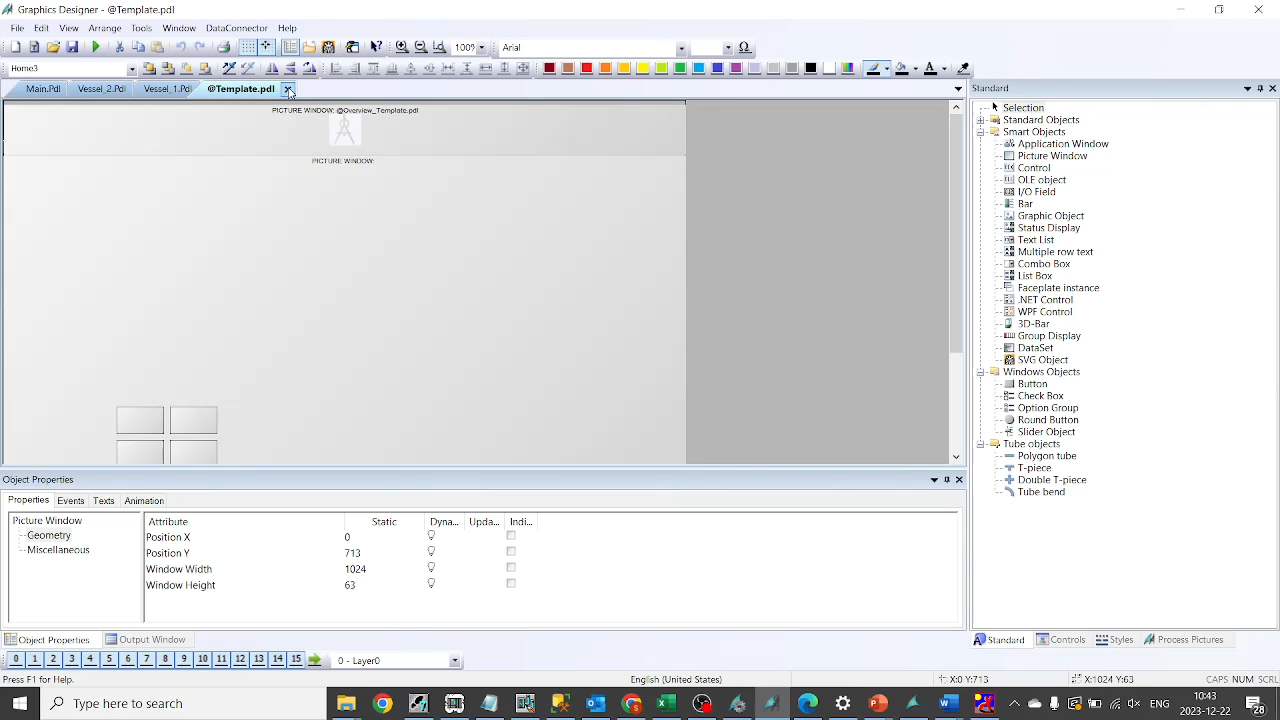 Graphics Designer - @Template.pdl
File Edit View Arrange Tools Window DataConnector Help
100% Arial
Home3
Main.pdl Vessel_2.Pdl Vessel_1.Pd @Template.pdl
PICTURE WINDOW: @Overview_Template.pdl
PICTURE WINDOW:
Standard
Selection
Standard Objects
Smart Objects
Application Window
Picture Window
Control
OLE object
I/O Field
Bar
Graphic Object
Status Display
Text List
Multiple row text
Combo Box
List Box
Faceplate instance
.NET Control
WPF Control
3D-Bar
Group Display
DataSet
SVG Object
Windows Objects
Button
Check Box
Option Group
Round Button
Slider Object
Tube objects
Polygon tube
T-piece
Double T-piece
Tube bend
Object Properties
Properties Events Texts Animation
Picture Window
Geometry
Miscellaneous
Attribute Static Dyna... Upda... Indi...
Position X 0
Position Y 713
Window Width 1024
Window Height 63
Object Properties Output Window
Standard Controls Styles Process Pictures
0 1 2 3 4 5 6 7 8 9 10 11 12 13 14 15 0 - Layer0
Press F1 for Help. English (United States) X:0 Y:713 X:1024 Y:63 CAPS NUM SCRL
Type here to search
ENG
10:43
2023-12-22
28